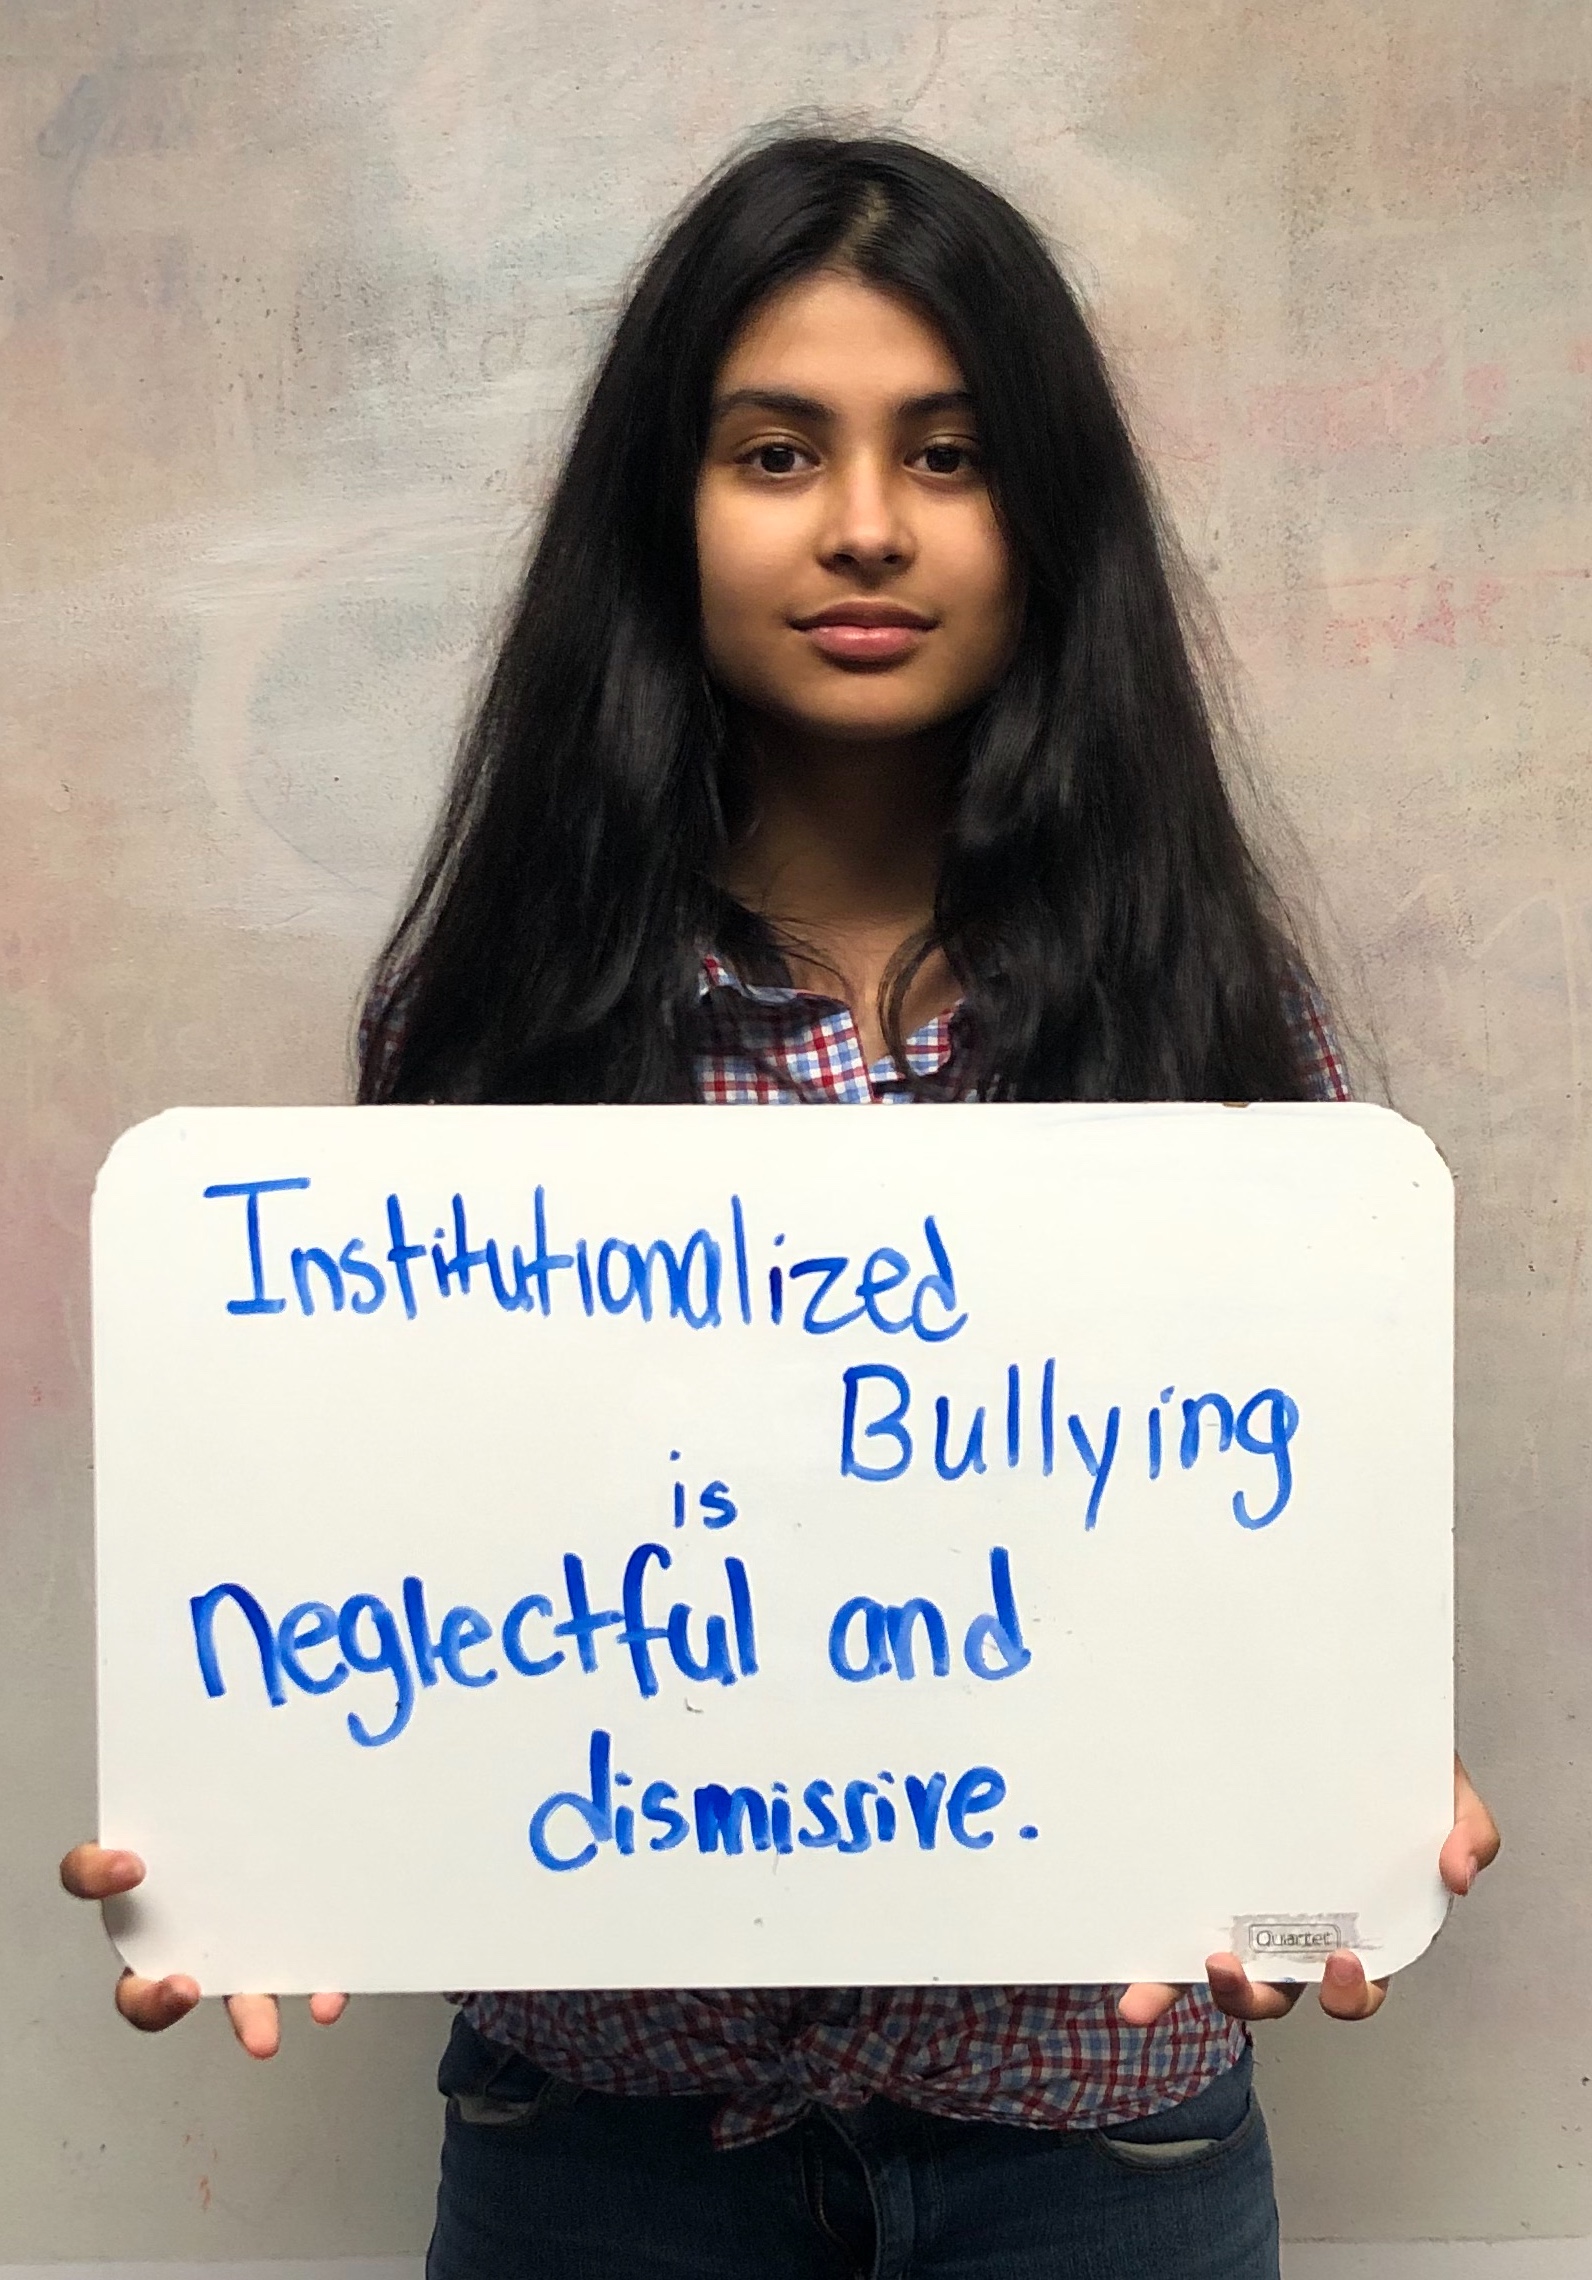 Institutionalized
Bullying
is
neglectful and
dismissive.
Quartet